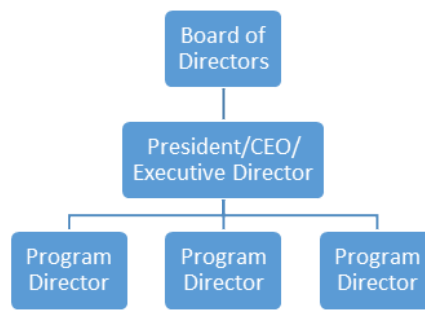 Board of
Directors
President/CEO/
Executive Director
Program
Director
Program
Director
Program
Director